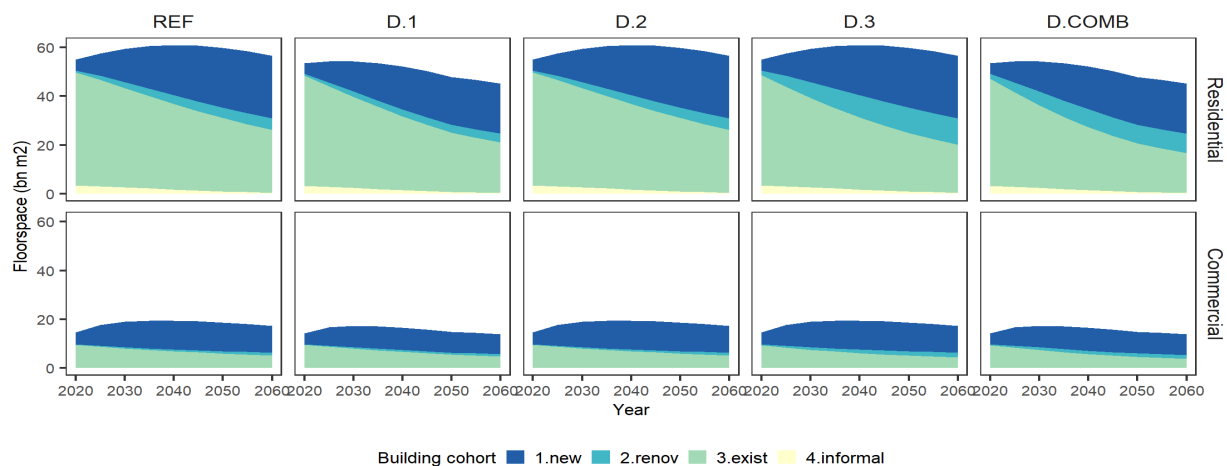 REF D.1 D.2 D.3 D.COMB
60
40
20
0
Residential
Floorspace (bn m2)
60
40
20
0
Commercial
2020 2030 2040 2050 2060 2020 2030 2040 2050 2060 2020 2030 2040 2050 2060 2020 2030 2040 2050 2060 2020 2030 2040 2050 2060
Year
Building cohort 1.new 2.renov 3.exist 4.informal